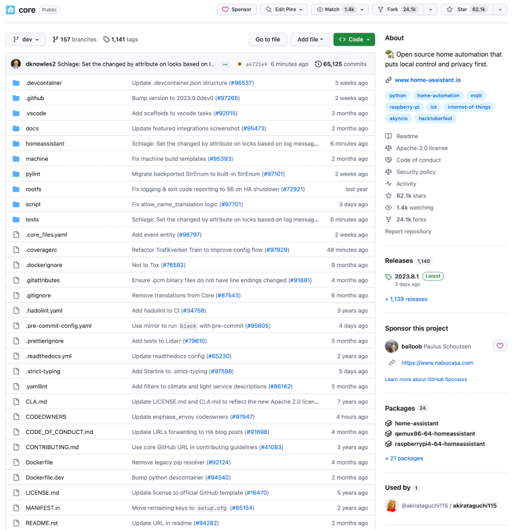 core Public
Sponsor Edit Pins Watch 1.4k Fork 24.1k Star 62.1k
dev 157 branches 1,141 tags Go to file Add file Code
dknowles2 Schlage: Set the changed_by attribute on locks based on l... 6 minutes ago 65,125 commits
.devcontainer Update .devcontainer.json structure (#96537) 3 weeks ago
.github Bump version to 2023.9.0dev0 (#97265) 2 weeks ago
.vscode Add scaffolds to vscode tasks (#92015) 3 months ago
docs Update featured integrations screenshot (#95473) 2 months ago
homeassistant Schlage: Set the changed_by attribute on locks based on log messag... 6 minutes ago
machine Fix machine build templates (#95393) 2 months ago
pylint Migrate backported StrEnum to built-in StrEnum (#97101) 2 weeks ago
rootfs Fix logging & exit code reporting to S6 on HA shutdown (#72921) last year
script Fix allow_name_translation logic (#97701) 3 days ago
tests Schlage: Set the changed_by attribute on locks based on log messag... 6 minutes ago
.core_files.yaml Add event entity (#96797) 2 weeks ago
.coveragerc Refactor Trafikverket Train to improve config flow (#97929) 48 minutes ago
.dockerignore Not to Tox (#76582) 9 months ago
.gitattributes Ensure .pcm binary files do not have line endings changed (#91881) 4 months ago
.gitignore Remove translations from Core (#87543) 6 months ago
.hadolint.yaml Add hadolint to CI (#34758) 3 years ago
.pre-commit-config.yaml Use mirror to run black with pre-commit (#95605) 4 days ago
.prettierignore Add tests to Lidarr (#79610) 5 months ago
.readthedocs.yml Update readthedocs config (#65230) 2 years ago
.strict-typing Add Starlink to .strict-typing (#97598) 5 days ago
.yamllint Add filters to climate and light service descriptions (#86162) 5 months ago
CLA.md Update LICENSE.md and CLA.md to reflect the new Apache 2.0 licen... 7 years ago
CODEOWNERS Update enphase_envoy codeowners (#97947) 4 hours ago
CODE_OF_CONDUCT.md Update URLs forwarding to HA blog posts (#91698) 4 months ago
CONTRIBUTING.md Use core GitHub URL in contributing guidelines (#41083) 3 years ago
Dockerfile Remove legacy pip resolver (#92124) 4 months ago
Dockerfile.dev Bump python devcontainer (#94540) 2 months ago
LICENSE.md Update license to official GitHub template (#16470) 5 years ago
MANIFEST.in Move remaining keys to setup.cfg (#65154) 2 years ago
README.rst Update URL in readme (#94282) 2 months ago
About
Open source home automation that
puts local control and privacy first.
www.home-assistant.io
python home-automation mqtt
raspberry-pi iot internet-of-things
asyncio hacktoberfest
Readme
Apache-2.0 license
Code of conduct
Security policy
Activity
62.1k stars
1.4k watching
24.1k forks
Report repository
Releases 1,140
2023.8.1 Latest
3 days ago
+ 1,139 releases
Sponsor this project
balloob Paulus Schoutsen
https://www.nabucasa.com
Learn more about GitHub Sponsors
Packages 24
home-assistant
qemux86-64-homeassistant
raspberrypi4-64-homeassistant
+ 21 packages
Used by 1
@akirataguchi115 / akirataguchi115